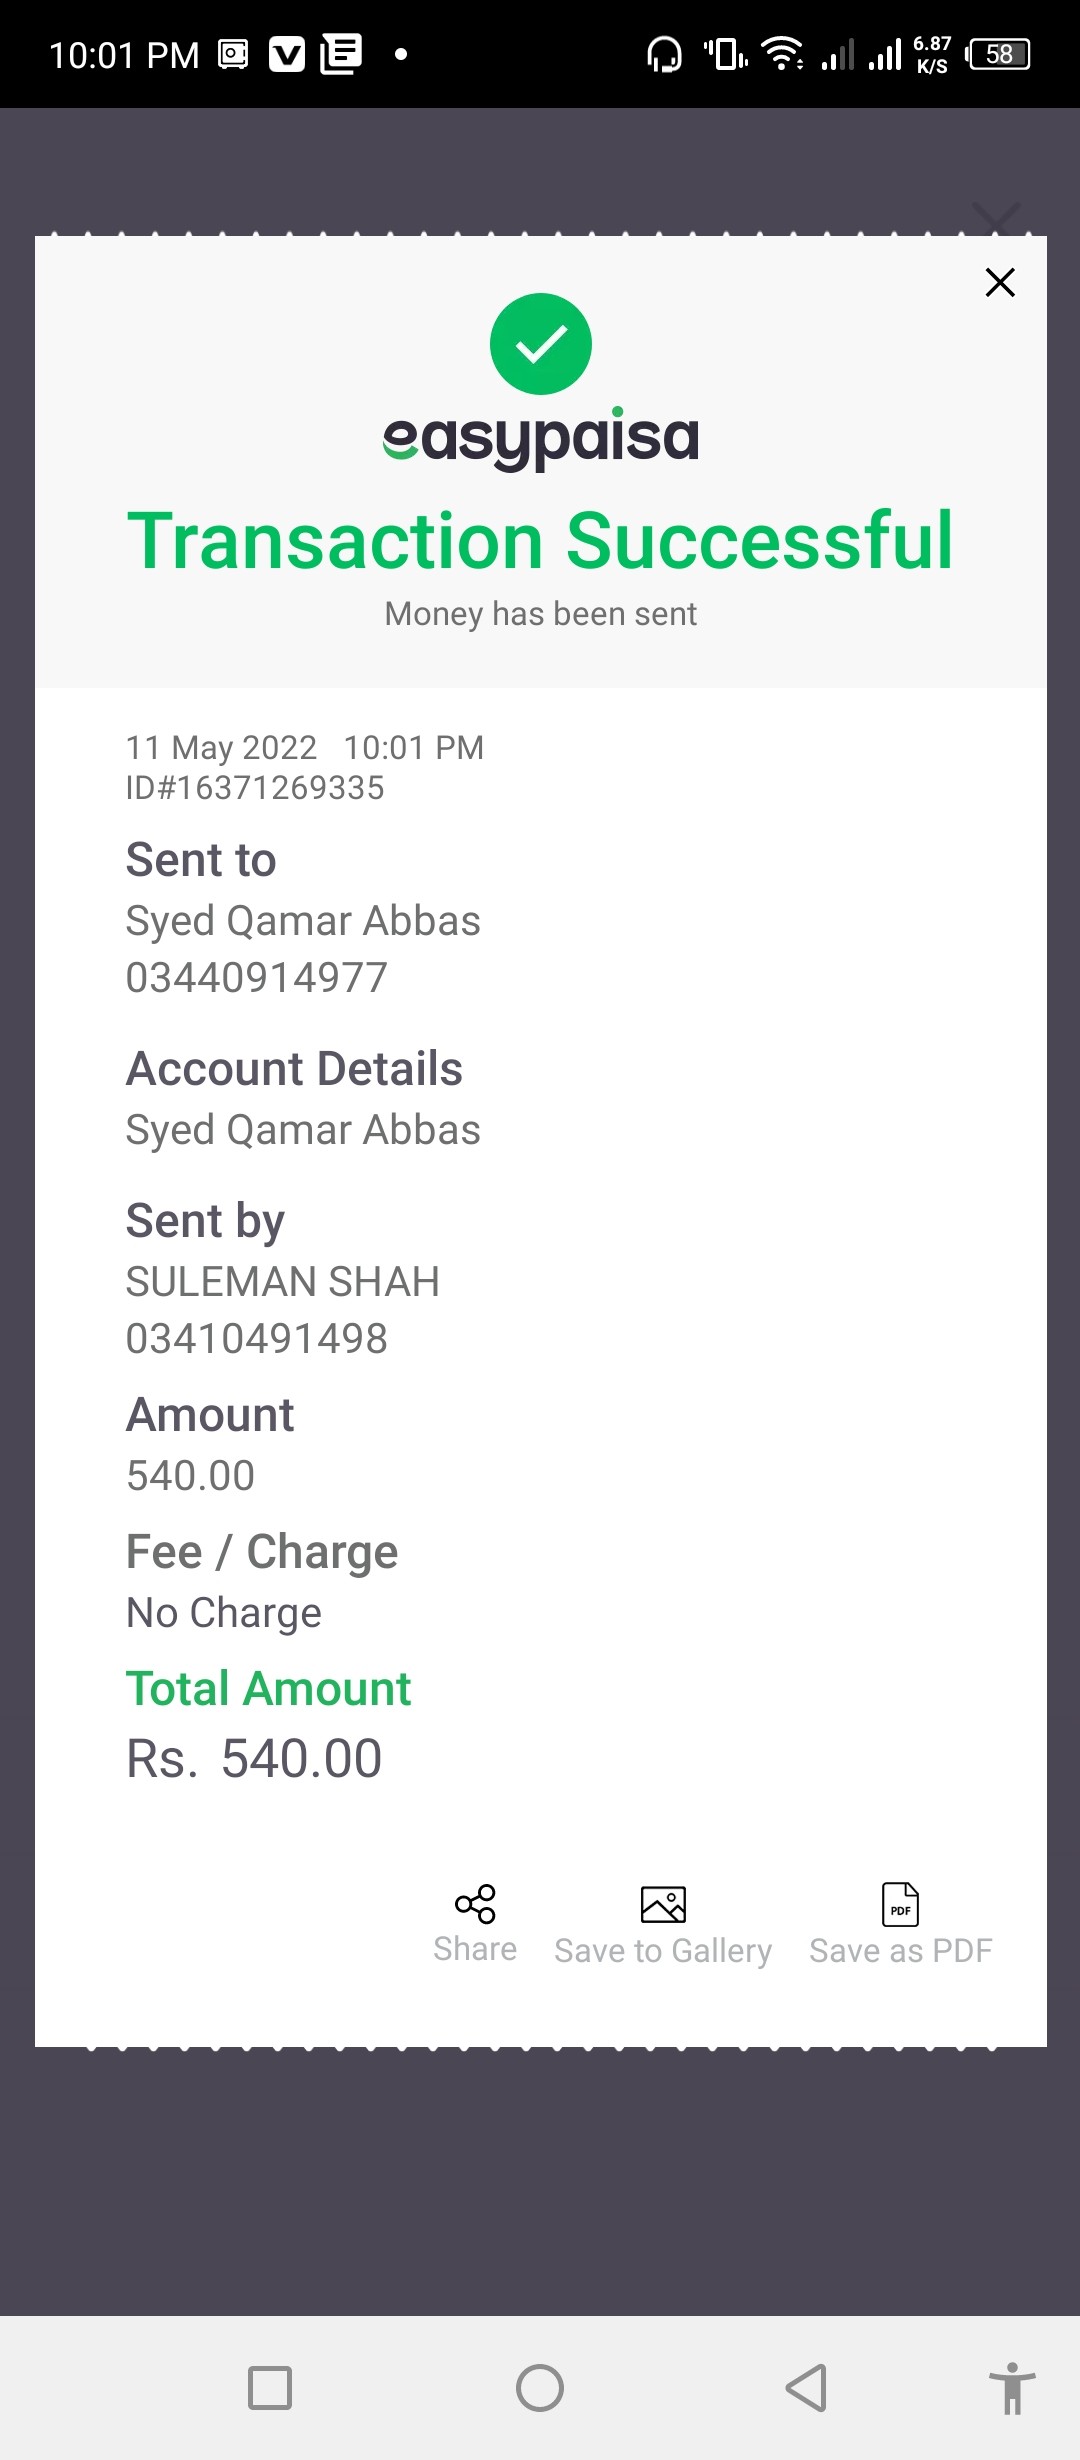 10:01 PM
6.87
K/S
58
easypaisa
Transaction Successful
Money has been sent
11 May 2022 10:01 PM
ID#16371269335
Sent to
Syed Qamar Abbas
03440914977
Account Details
Syed Qamar Abbas
Sent by
SULEMAN SHAH
03410491498
Amount
540.00
Fee / Charge
No Charge
Total Amount
Rs. 540.00
PDF
Share
Save to Gallery
Save as PDF